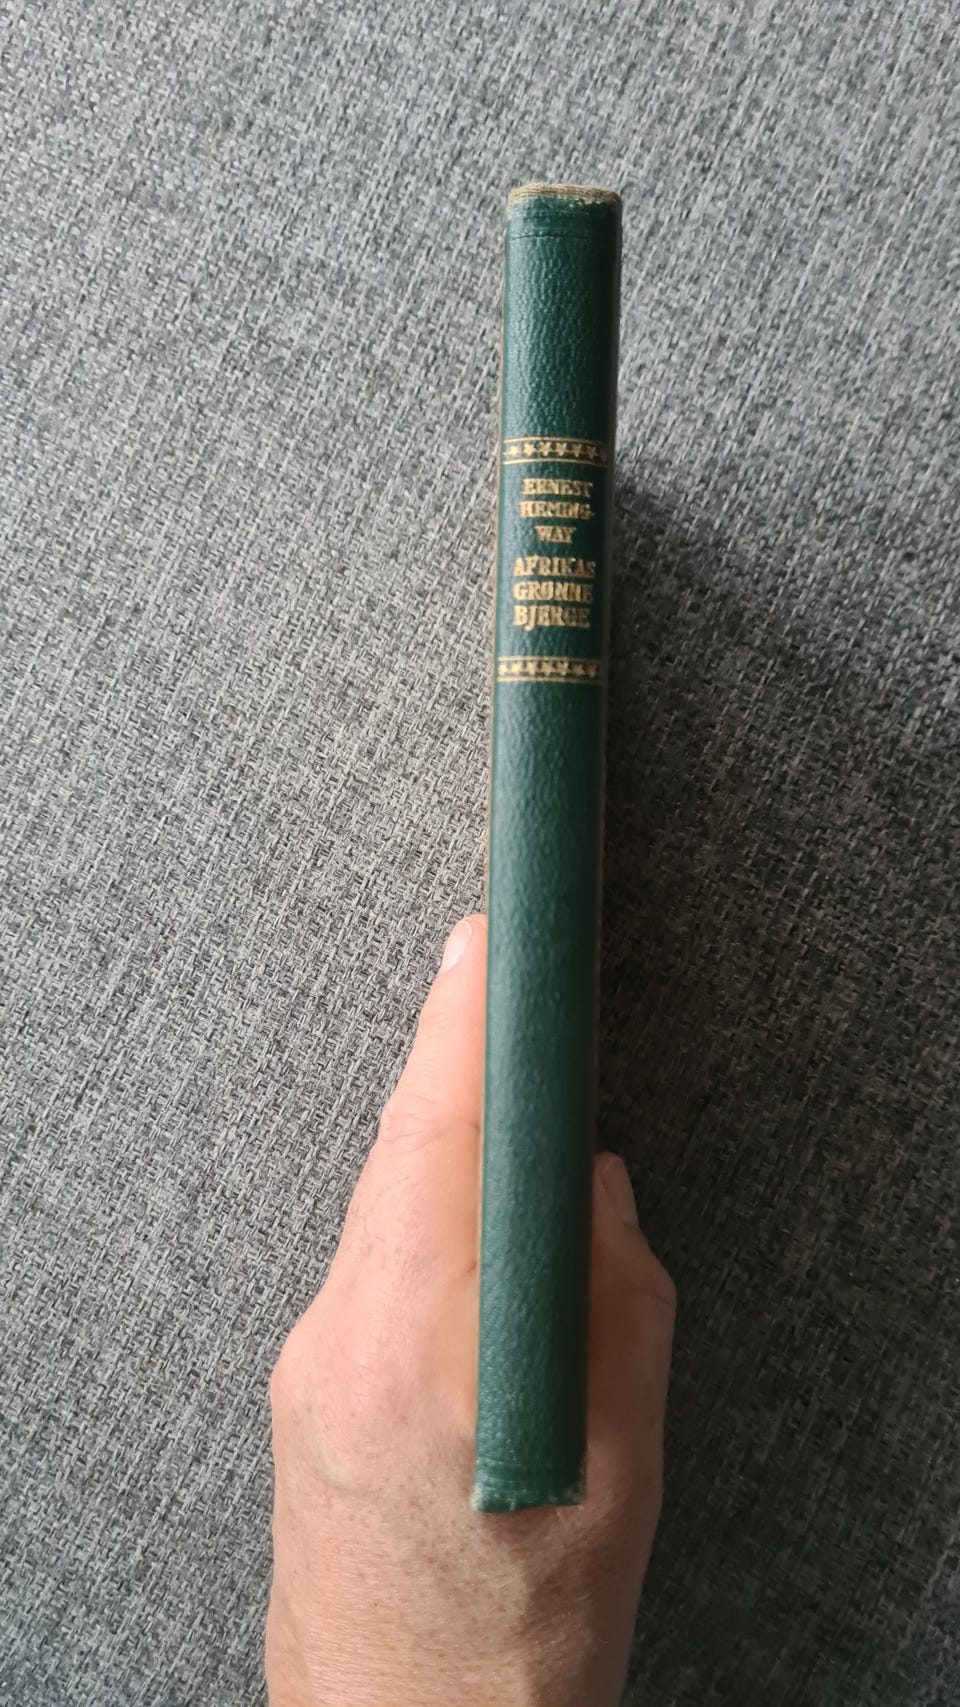 ERNEST
HEMING-
WAY
AFRIKAS
GRØNNE
BJERGE